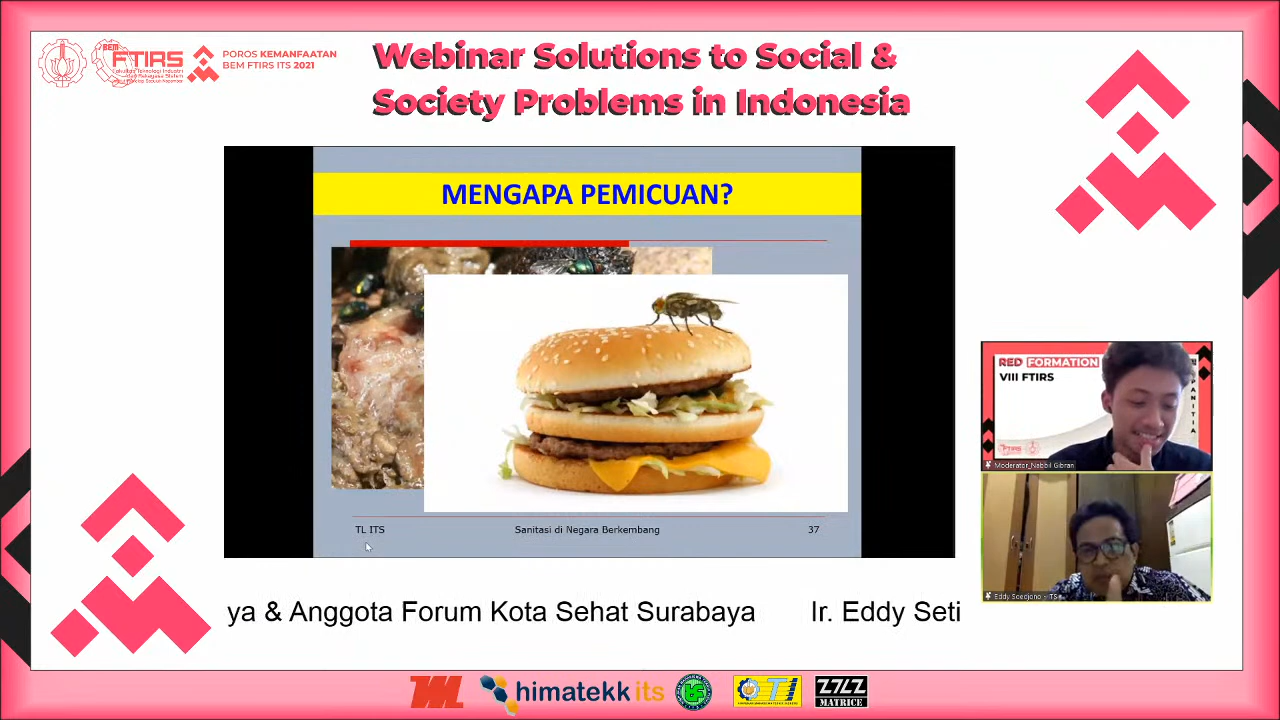 BEM
FTIRS
POROS KEMANFAATAN
BEM FTIRS ITS 2021
Webinar Solutions to Social &
Society Problems in Indonesia
MENGAPA PEMICUAN?
TL ITS
Sanitasi di Negara Berkembang
37
RED FORMATION
VIII FTIRS
PANITIA
FTIRS
Moderator_Nabbil Gibran
Eddy Soedjono - ITS
ya & Anggota Forum Kota Sehat Surabaya
Ir. Eddy Seti
himatekk its
MATRICE